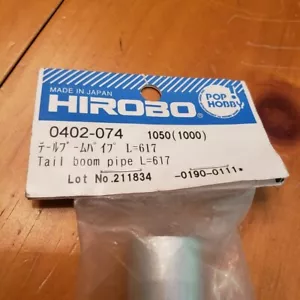 MADE IN JAPAN
HIROBO
POP
HOBBY
0402-074 1050(1000)
テールブームパイプ L=617
Tail boom pipe L=617
Lot No.211834 -0190-0111